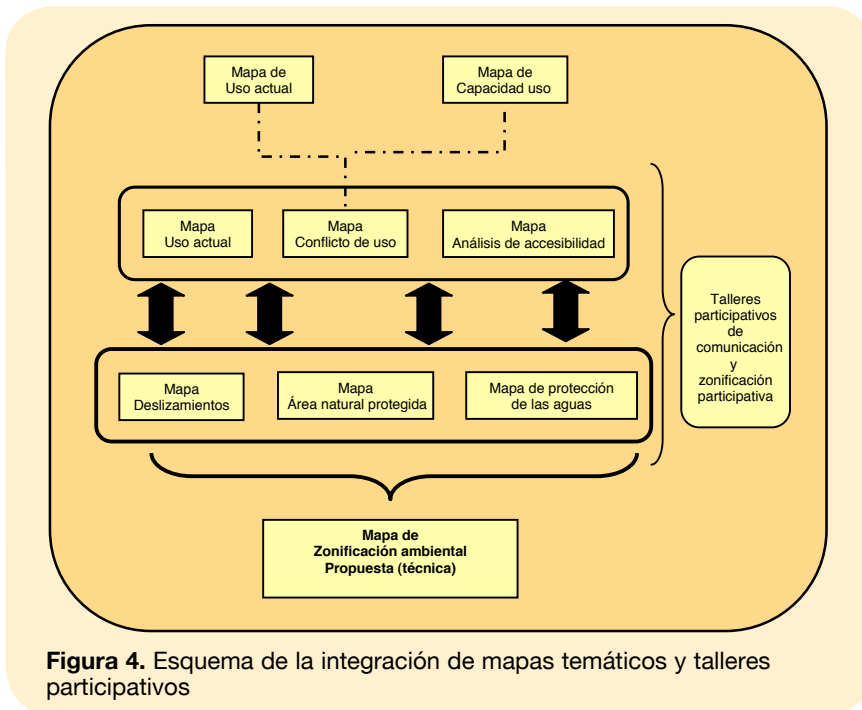 Mapa de
Uso actual
Mapa de
Capacidad uso
Mapa
Uso actual
Mapa
Conflicto de uso
Mapa
Análisis de accesibilidad
Talleres
participativos
de
comunicación
y
zonificación
participativa
Mapa
Deslizamientos
Mapa
Área natural protegida
Mapa de protección
de las aguas
Mapa de
Zonificación ambiental
Propuesta (técnica)
Figura 4. Esquema de la integración de mapas temáticos y talleres
participativos